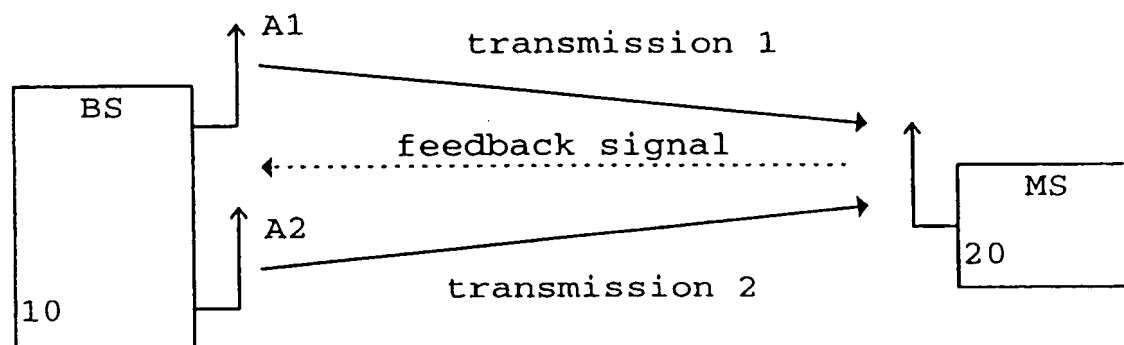 A1
transmission 1
BS
feedback signal
MS
A2
20
transmission 2
10